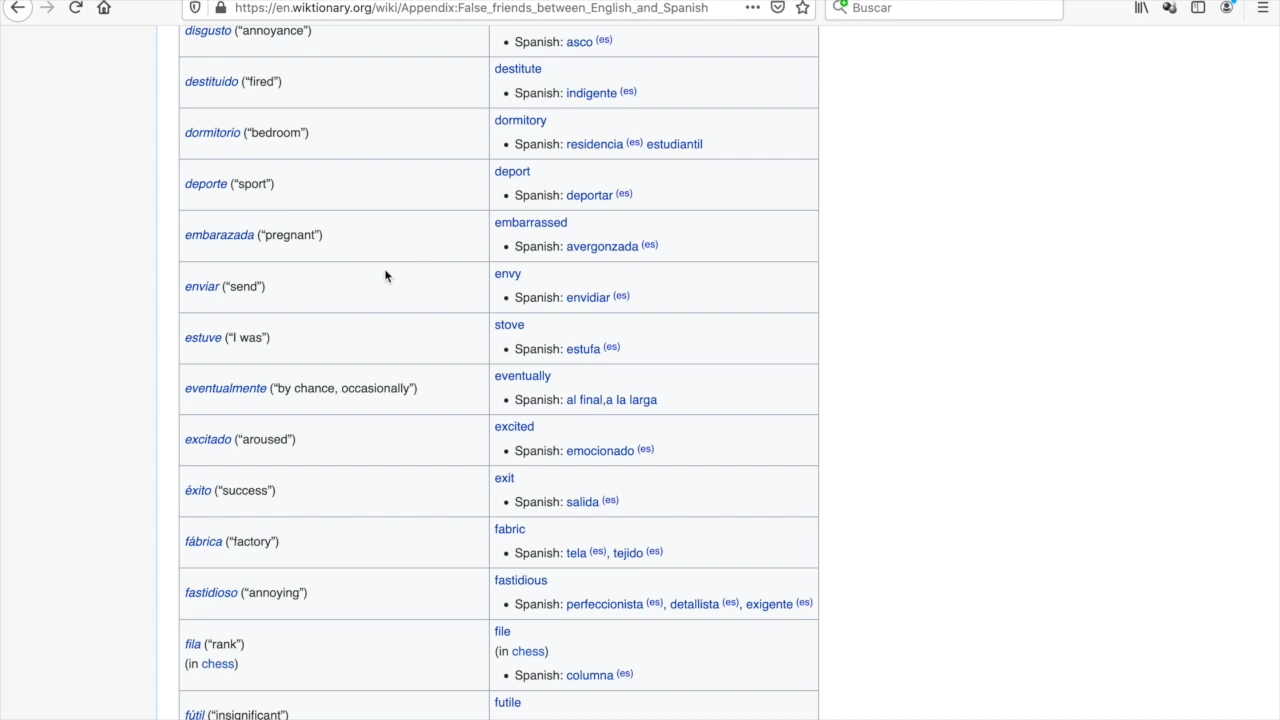 https://en.wiktionary.org/wiki/Appendix:False_friends_between_English_and_Spanish
Buscar
disgusto (“annoyance”)
• Spanish: asco (es)
destituido (“fired”)
destitute
• Spanish: indigente (es)
dormitorio (“bedroom”)
dormitory
• Spanish: residencia (es) estudiantil
deporte (“sport”)
deport
• Spanish: deportar (es)
embarazada (“pregnant”)
embarrassed
• Spanish: avergonzada (es)
enviar (“send”)
envy
• Spanish: envidiar (es)
estuve (“I was”)
stove
• Spanish: estufa (es)
eventualmente (“by chance, occasionally”)
eventually
• Spanish: al final,a la larga
excitado (“aroused”)
excited
• Spanish: emocionado (es)
éxito (“success”)
exit
• Spanish: salida (es)
fábrica (“factory”)
fabric
• Spanish: tela (es), tejido (es)
fastidioso (“annoying”)
fastidious
• Spanish: perfeccionista (es), detallista (es), exigente (es)
fila (“rank”)
(in chess)
file
(in chess)
• Spanish: columna (es)
fútil (“insignificant”)
futile